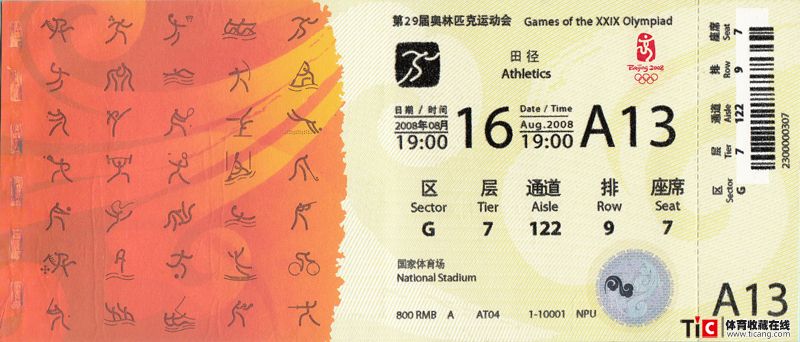 第29届奥林匹克运动会 Games of the XXIX Olympiad
田径
Athletics
Beijing 2008
日期 / 时间 Date / Time
2008年08月 16 Aug.2008 A13
19:00 19:00
区 层 通道 排 座席
Sector Tier Aisle Row Seat
G 7 122 9 7
国家体育场
National Stadium
800 RMB A AT04 1-10001 NPU
座席 Seat 7
排 Row 9
通道 Aisle 122
层 Tier 7
区 Sector G
2300000307
A13
TiC 体育收藏在线
www.ticang.com